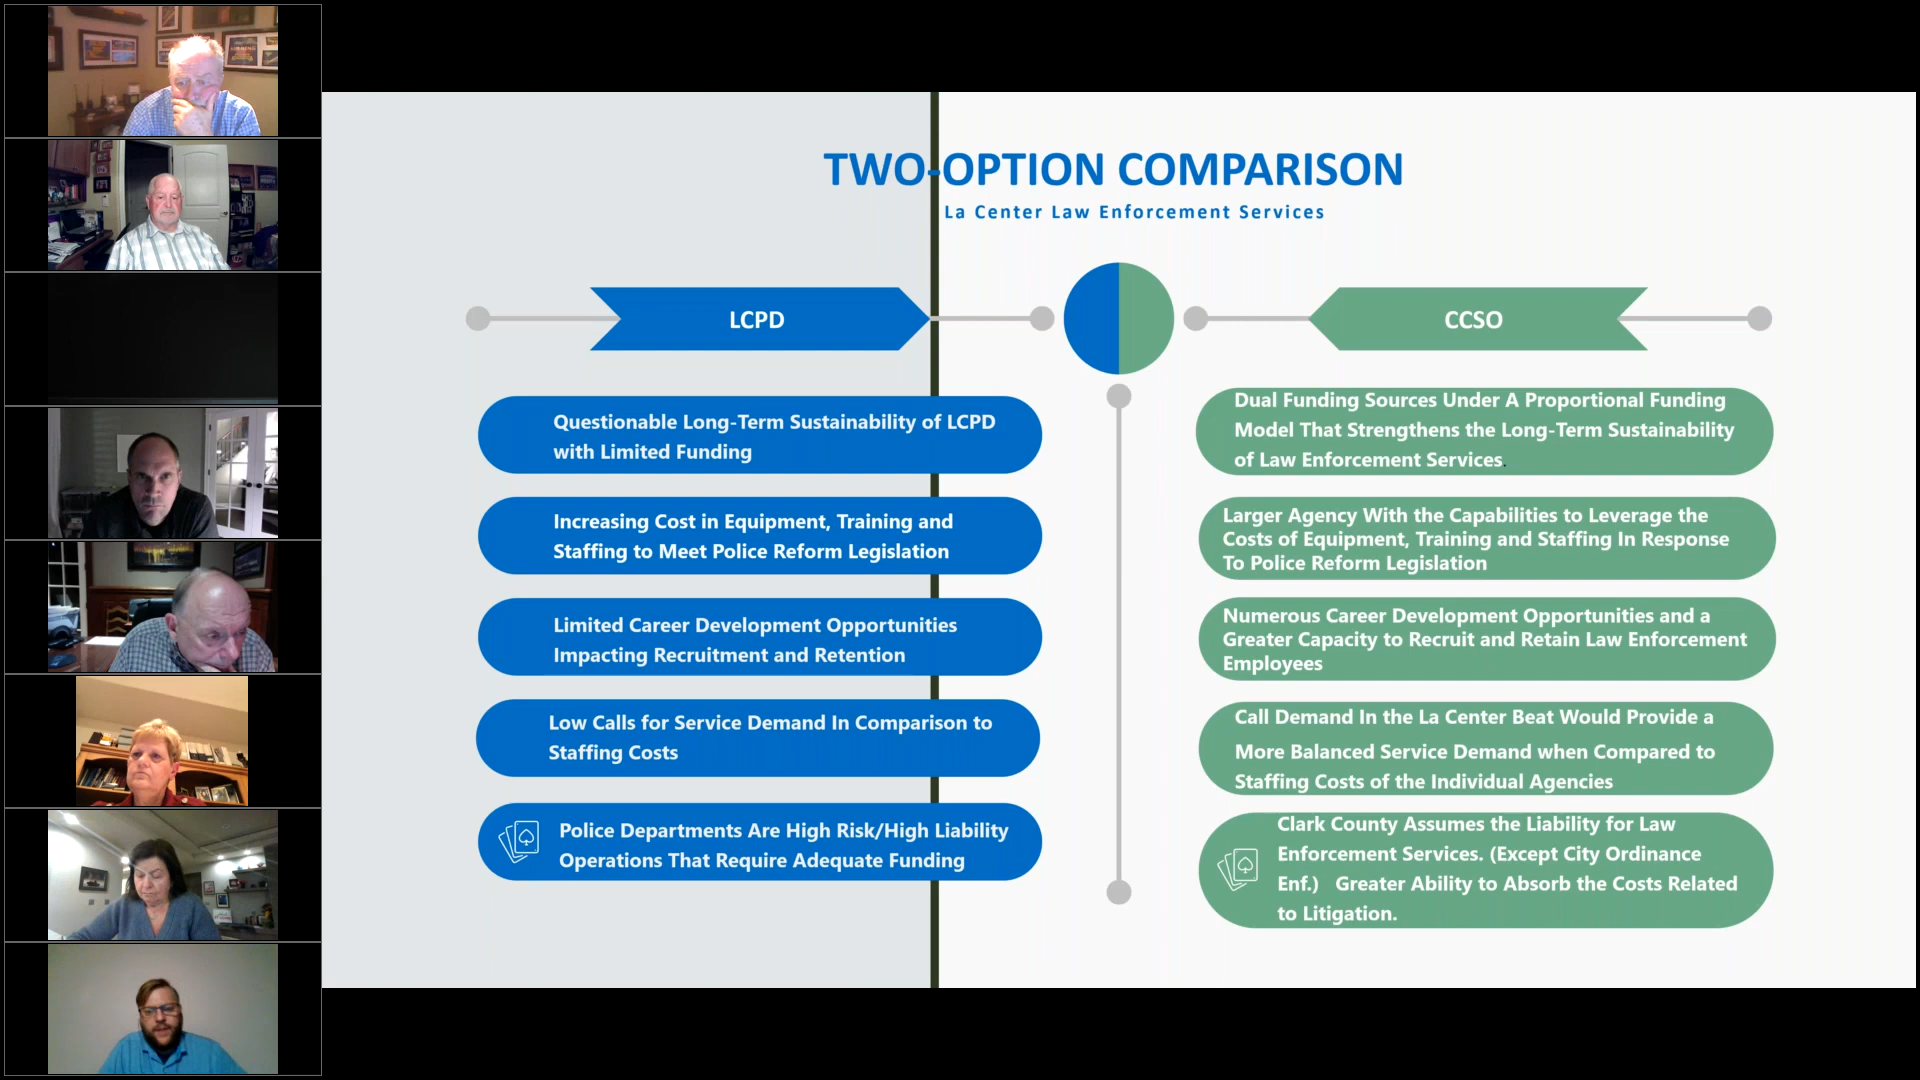 TWO-OPTION COMPARISON
La Center Law Enforcement Services
LCPD
Questionable Long-Term Sustainability of LCPD
with Limited Funding
Increasing Cost in Equipment, Training and
Staffing to Meet Police Reform Legislation
Limited Career Development Opportunities
Impacting Recruitment and Retention
Low Calls for Service Demand In Comparison to
Staffing Costs
Police Departments Are High Risk/High Liability
Operations That Require Adequate Funding
CCSO
Dual Funding Sources Under A Proportional Funding
Model That Strengthens the Long-Term Sustainability
of Law Enforcement Services.
Larger Agency With the Capabilities to Leverage the
Costs of Equipment, Training and Staffing In Response
To Police Reform Legislation
Numerous Career Development Opportunities and a
Greater Capacity to Recruit and Retain Law Enforcement
Employees
Call Demand In the La Center Beat Would Provide a
More Balanced Service Demand when Compared to
Staffing Costs of the Individual Agencies
Clark County Assumes the Liability for Law
Enforcement Services. (Except City Ordinance
Enf.)   Greater Ability to Absorb the Costs Related
to Litigation.